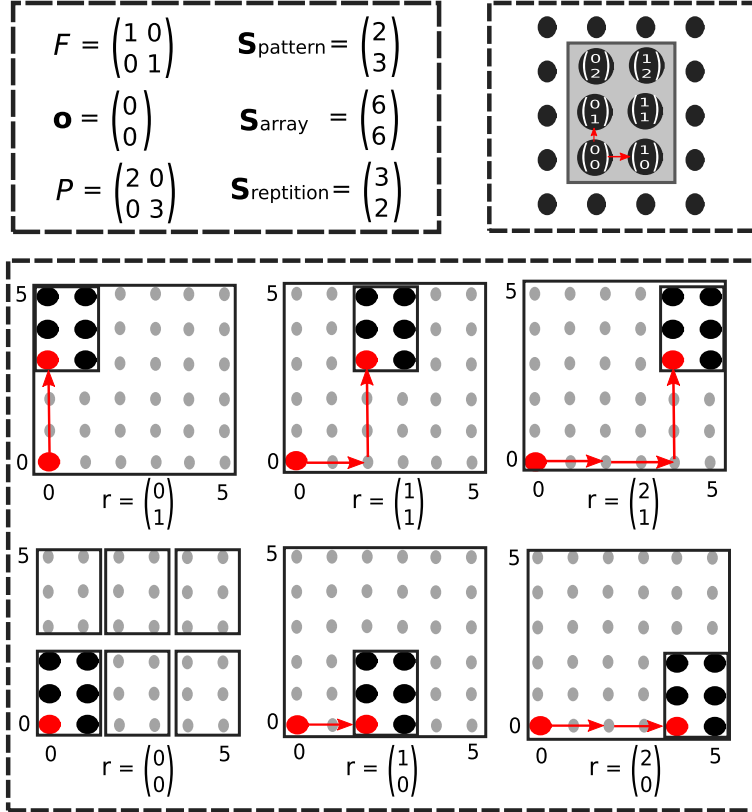 F = (1 0 0 1) S pattern = (2 3)
o = (0 0) S array = (6 6)
P = (2 0 0 3) S reptition = (3 2)
(0 2) (1 2)
(0 1) (1 1)
(0 0) (1 0)
5 5 5
0 0 0
0 5 0 5 0 5
r = (0 1) r = (1 1) r = (2 1)
5 5 5
0 0 0
0 5 0 5 0 5
r = (0 0) r = (1 0) r = (2 0)